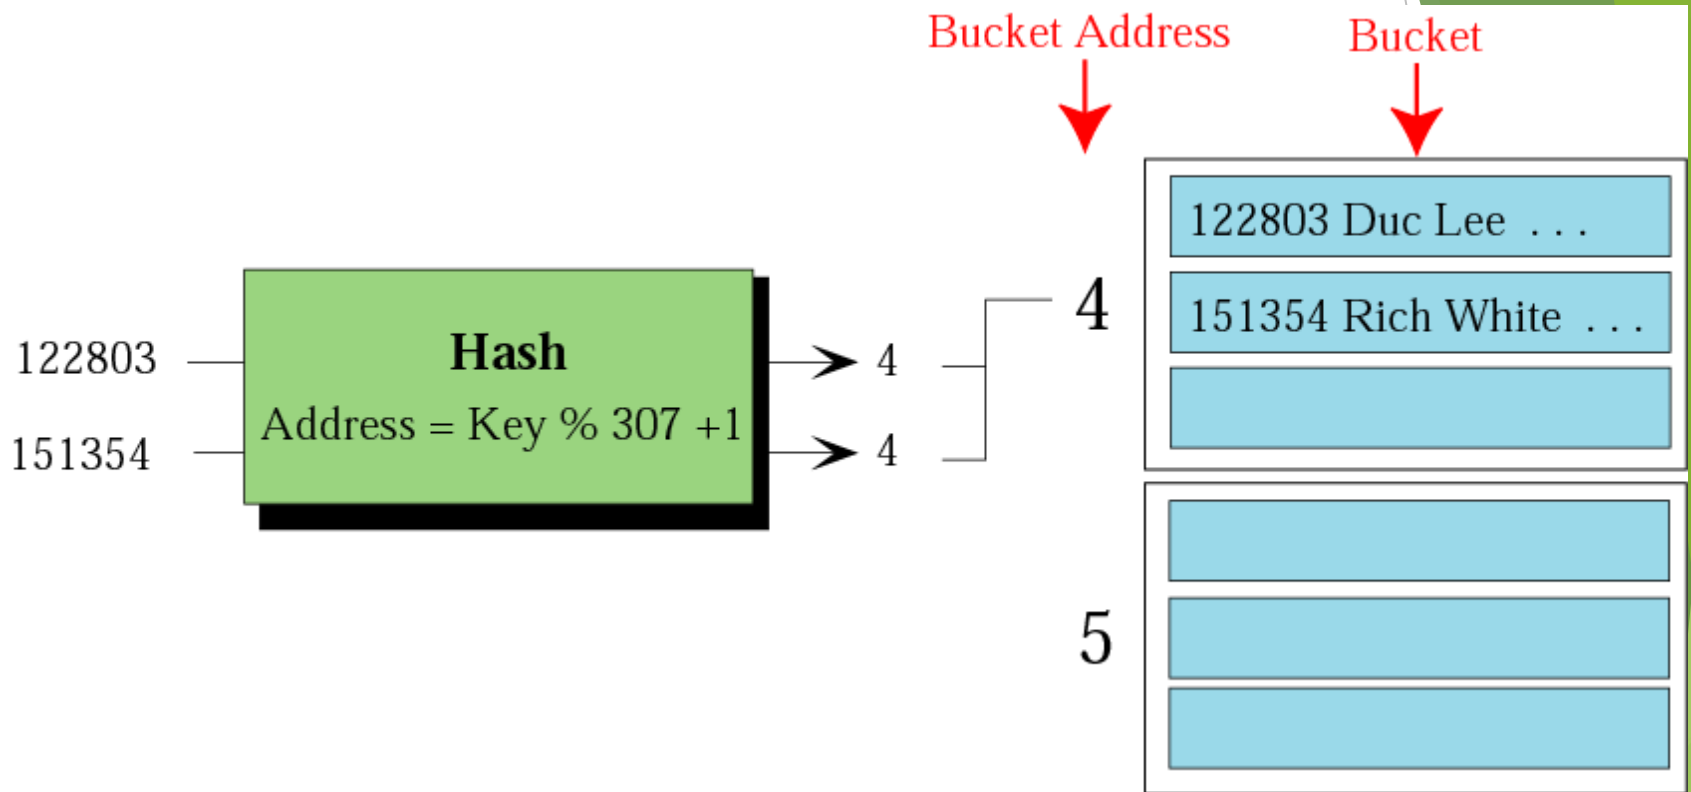 Bucket Address
Bucket
122803 Duc Lee ...
151354 Rich White ...
4
Hash
Address = Key % 307 +1
122803
4
151354
4
5